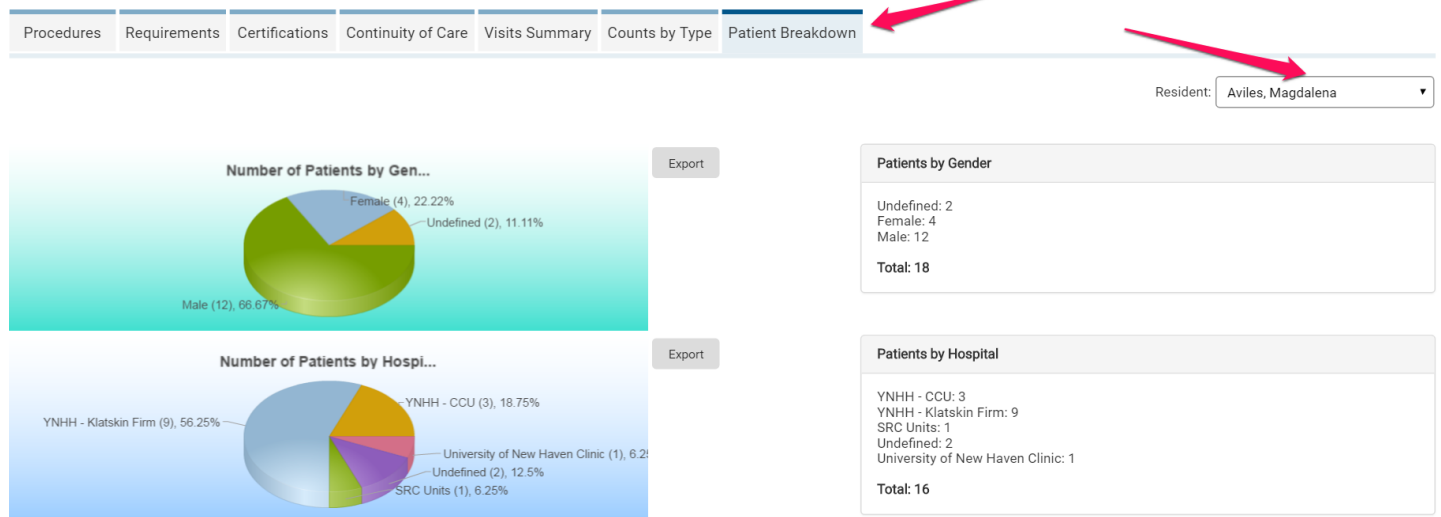 Procedures Requirements Certifications Continuity of Care Visits Summary Counts by Type Patient Breakdown
Resident: Aviles, Magdalena
Number of Patients by Gen...
Female (4), 22.22%
Undefined (2), 11.11%
Male (12), 66.67%
Export
Patients by Gender
Undefined: 2
Female: 4
Male: 12
Total: 18
Number of Patients by Hospi...
YNHH - CCU (3), 18.75%
YNHH - Klatskin Firm (9), 56.25%
University of New Haven Clinic (1), 6.25
Undefined (2), 12.5%
SRC Units (1), 6.25%
Export
Patients by Hospital
YNHH - CCU: 3
YNHH - Klatskin Firm: 9
SRC Units: 1
Undefined: 2
University of New Haven Clinic: 1
Total: 16